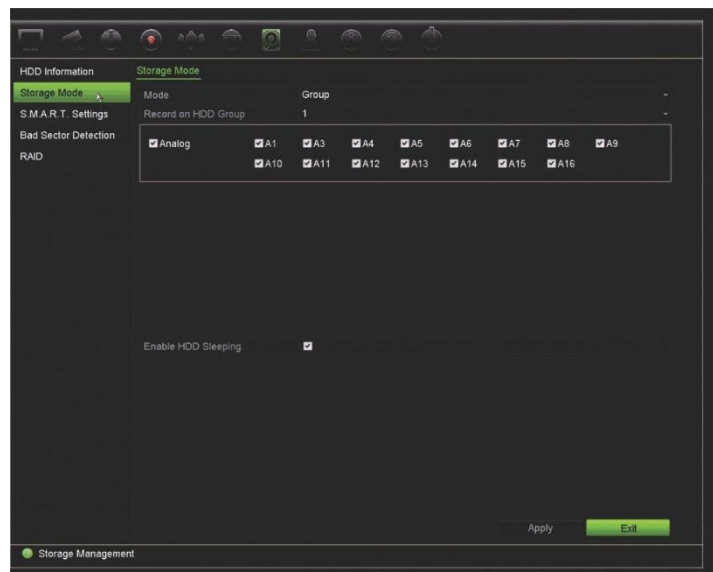 HDD Information
Storage Mode
S.M.A.R.T. Settings
Bad Sector Detection
RAID
Storage Mode
Mode Group
Record on HDD Group 1
Analog A1 A3 A4 A5 A6 A7 A8 A9
A10 A11 A12 A13 A14 A15 A16
Enable HDD Sleeping
Apply Exit
Storage Management